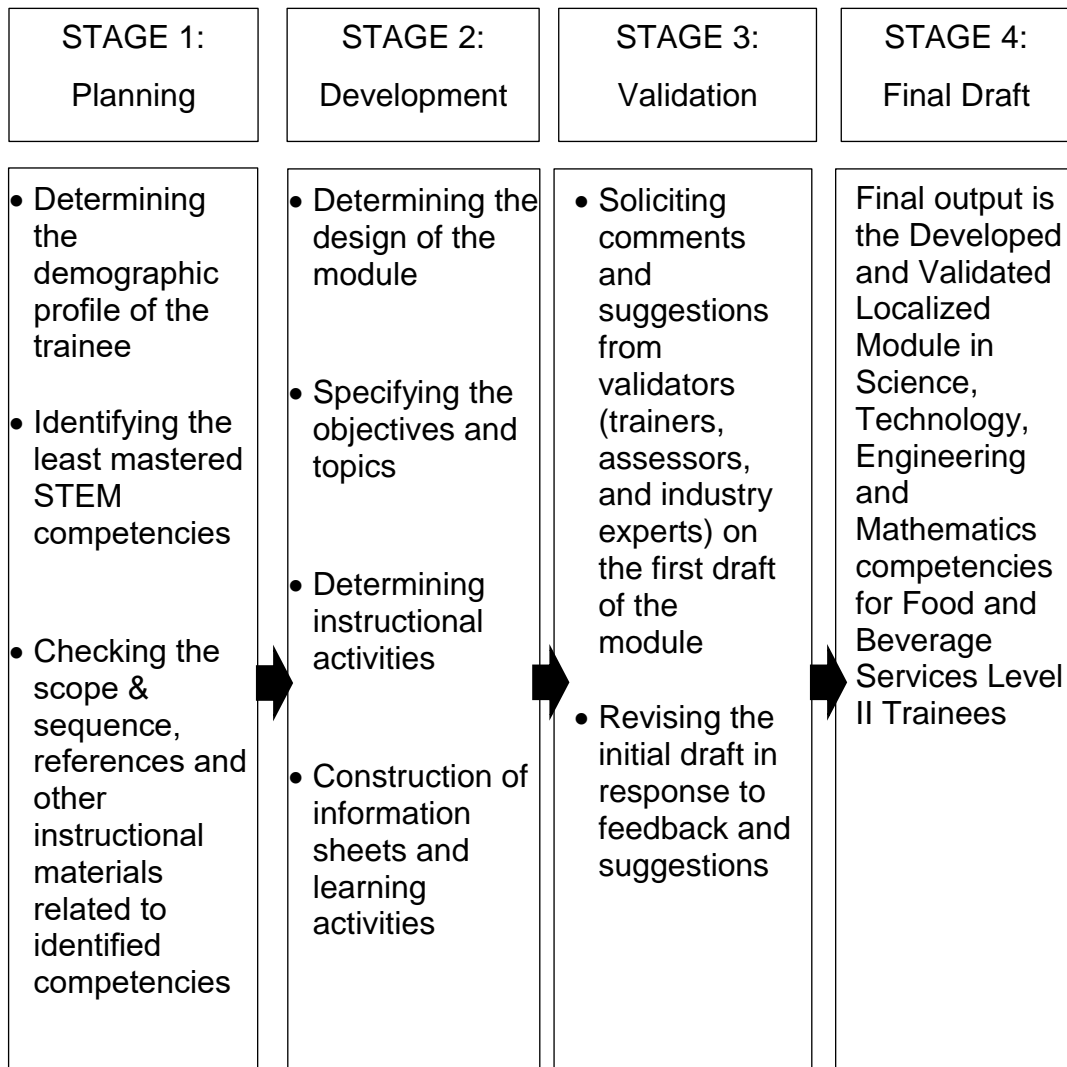 STAGE 1:
Planning
STAGE 2:
Development
STAGE 3:
Validation
STAGE 4:
Final Draft
• Determining
the
demographic
profile of the
trainee
• Identifying the
least mastered
STEM
competencies
• Checking the
scope &
sequence,
references and
other
instructional
materials
related to
identified
competencies
• Determining the
design of the
module
• Specifying the
objectives and
topics
• Determining
instructional
activities
• Construction of
information
sheets and
learning
activities
• Soliciting
comments
and
suggestions
from
validators
(trainers,
assessors,
and industry
experts) on
the first draft
of the
module
• Revising the
initial draft in
response to
feedback and
suggestions
Final output is
the Developed
and Validated
Localized
Module in
Science,
Technology,
Engineering
and
Mathematics
competencies
for Food and
Beverage
Services Level
II Trainees